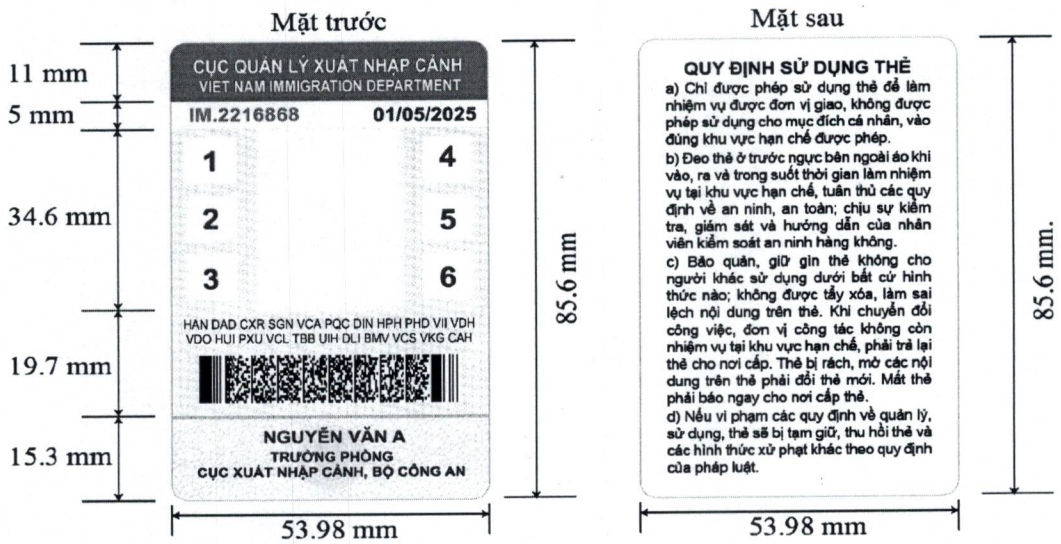 Mặt trước
11 mm
5 mm
34.6 mm
19.7 mm
15.3 mm
CỤC QUẢN LÝ XUẤT NHẬP CẢNH
VIET NAM IMMIGRATION DEPARTMENT
IM.2216868 01/05/2025
1 4
2 5
3 6
HAN DAD CXR SGN VCA PQC DIN HPH PHD VII VDH
VDO HUI PXU VCL TBB UIH DLI BMV VCS VKG CAH
NGUYỄN VĂN A
TRƯỞNG PHÒNG
CỤC XUẤT NHẬP CẢNH, BỘ CÔNG AN
53.98 mm
85.6 mm
Mặt sau
QUY ĐỊNH SỬ DỤNG THẺ
a) Chỉ được phép sử dụng thẻ để làm
nhiệm vụ được đơn vị giao, không được
phép sử dụng cho mục đích cá nhân, vào
đúng khu vực hạn chế được phép.
b) Đeo thẻ ở trước ngực bên ngoài áo khi
vào, ra và trong suốt thời gian làm nhiệm
vụ tại khu vực hạn chế, tuân thủ các quy
định về an ninh, an toàn; chịu sự kiểm
tra, giám sát và hướng dẫn của nhân
viên kiểm soát an ninh hàng không.
c) Bảo quản, giữ gìn thẻ không cho
người khác sử dụng dưới bất cứ hình
thức nào; không được tẩy xóa, làm sai
lệch nội dung trên thẻ. Khi chuyển đổi
công việc, đơn vị công tác không còn
nhiệm vụ tại khu vực hạn chế, phải trả lại
thẻ cho nơi cấp. Thẻ bị rách, mờ các nội
dung trên thẻ phải đổi thẻ mới. Mất thẻ
phải báo ngay cho nơi cấp thẻ.
d) Nếu vi phạm các quy định về quản lý,
sử dụng, thẻ sẽ bị tạm giữ, thu hồi thẻ và
các hình thức xử phạt khác theo quy định
của pháp luật.
53.98 mm
85.6 mm.